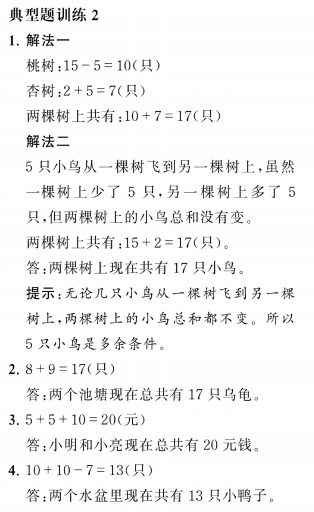 典型题训练 2
1. 解法一
桃树:15-5=10(只)
杏树:2+5=7(只)
两棵树上共有:10+7=17(只)
解法二
5 只小鸟从一棵树飞到另一棵树上,虽然
一棵树上少了 5 只,另一棵树上多了 5
只,但两棵树上的小鸟总和没有变。
两棵树上共有:15+2=17(只)。
答:两棵树上现在共有 17 只小鸟。
提示:无论几只小鸟从一棵树飞到另一棵
树上,两棵树上的小鸟总和都不变。所以
5 只小鸟是多余条件。
2. 8+9=17(只)
答:两个池塘现在总共有 17 只乌龟。
3. 5+5+10=20(元)
答:小明和小亮现在总共有 20 元钱。
4. 10+10-7=13(只)
答:两个水盆里现在共有 13 只小鸭子。